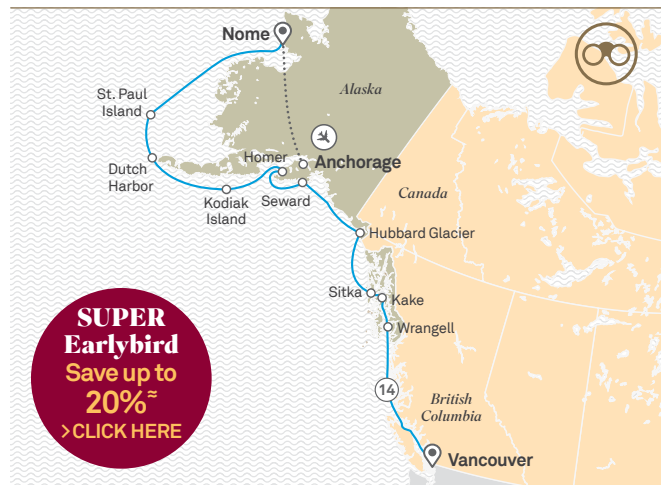 Nome
Alaska
St. Paul
Island
Dutch
Harbor
Homer
Anchorage
Kodiak
Island
Seward
Canada
Hubbard Glacier
Sitka
Kake
Wrangell
SUPER
Earlybird
Save up to
20%≈
>CLICK HERE
14
British
Columbia
Vancouver